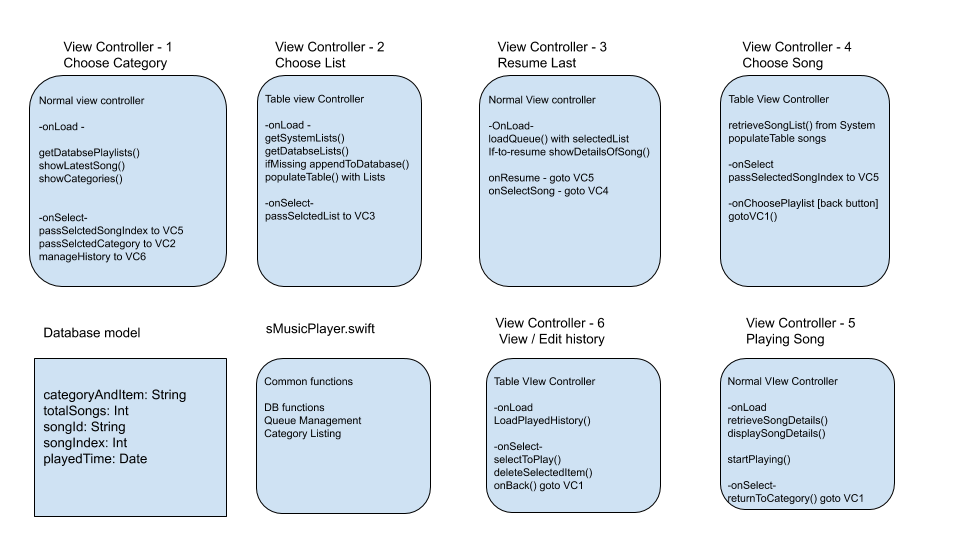 View Controller - 1
Choose Category
Normal view controller
-onLoad -
getDatabsePlaylists()
showLatestSong()
showCategories()
-onSelect-
passSelctedSongIndex to VC5
passSelctedCategory to VC2
manageHistory to VC6
View Controller - 2
Choose List
Table view Controller
-onLoad -
getSystemLists()
getDatabseLists()
ifMissing appendToDatabase()
populateTable() with Lists
-onSelect-
passSelctedList to VC3
View Controller - 3
Resume Last
Normal View controller
-OnLoad-
loadQueue() with selectedList
If-to-resume showDetailsOfSong()
onResume - goto VC5
onSelectSong - goto VC4
View Controller - 4
Choose Song
Table View Controller
retrieveSongList() from System
populateTable songs
-onSelect
passSelectedSongIndex to VC5
-onChoosePlaylist [back button]
gotoVC1()
Database model
categoryAndItem: String
totalSongs: Int
songId: String
songIndex: Int
playedTime: Date
sMusicPlayer.swift
Common functions
DB functions
Queue Management
Category Listing
View Controller - 6
View / Edit history
Table VIew Controller
-onLoad
LoadPlayedHistory()
-onSelect-
selectToPlay()
deleteSelectedItem()
onBack() goto VC1
View Controller - 5
Playing Song
Normal VIew Controller
-onLoad
retrieveSongDetails()
displaySongDetails()
startPlaying()
-onSelect-
returnToCategory() goto VC1